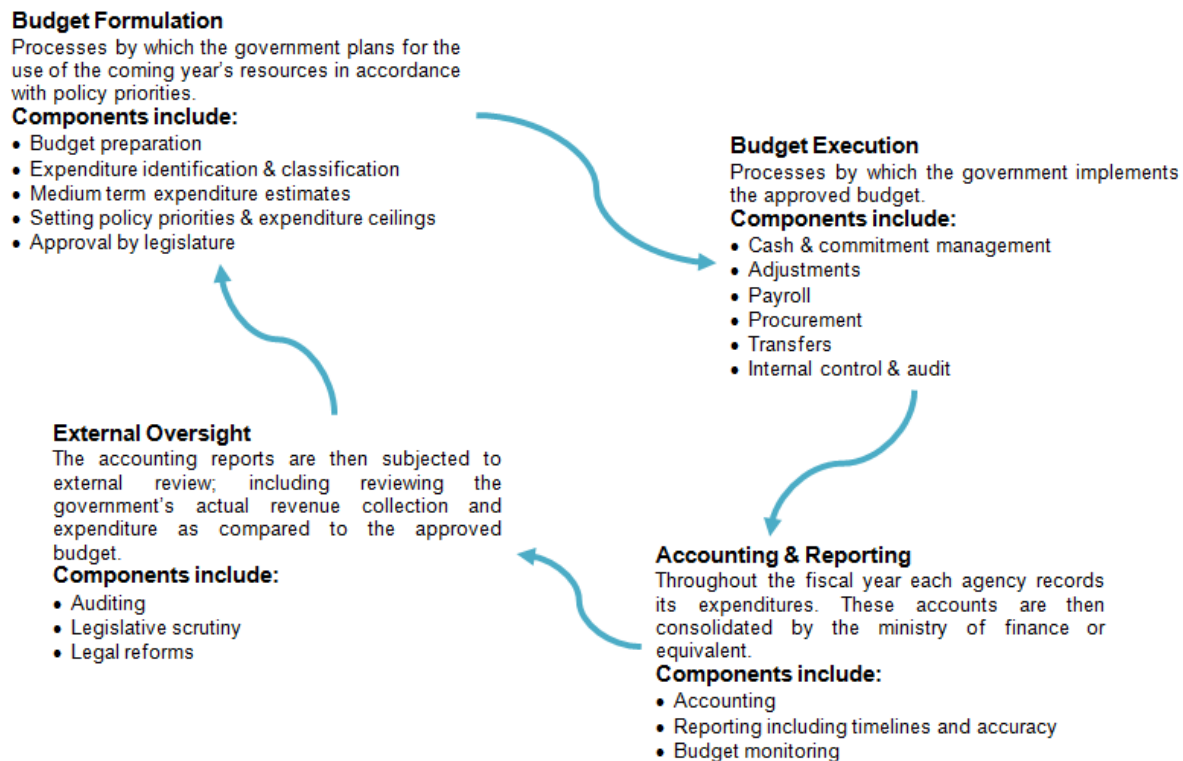 Budget Formulation
Processes by which the government plans for the
use of the coming year's resources in accordance
with policy priorities.
Components include:
• Budget preparation
• Expenditure identification & classification
• Medium term expenditure estimates
• Setting policy priorities & expenditure ceilings
• Approval by legislature
Budget Execution
Processes by which the government implements
the approved budget.
Components include:
• Cash & commitment management
• Adjustments
• Payroll
• Procurement
• Transfers
• Internal control & audit
Accounting & Reporting
Throughout the fiscal year each agency records
its expenditures. These accounts are then
consolidated by the ministry of finance or
equivalent.
Components include:
• Accounting
• Reporting including timelines and accuracy
• Budget monitoring
External Oversight
The accounting reports are then subjected to
external review; including reviewing the
government's actual revenue collection and
expenditure as compared to the approved
budget.
Components include:
• Auditing
• Legislative scrutiny
• Legal reforms